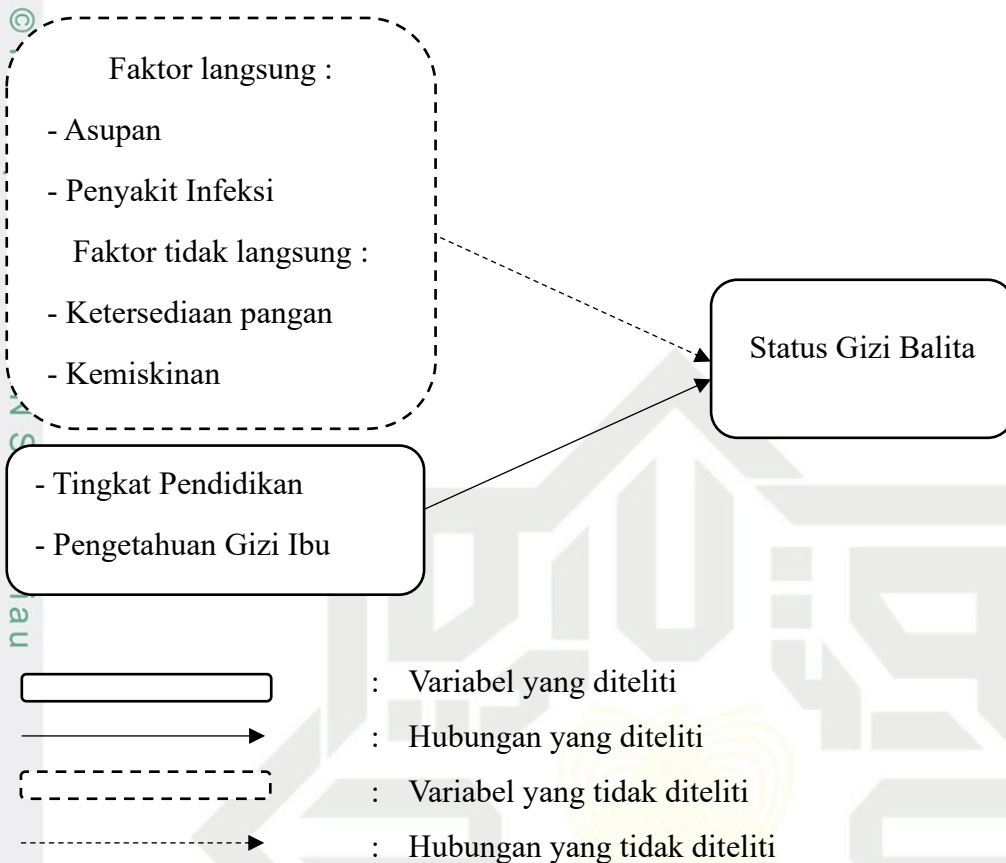 Faktor langsung :
- Asupan
- Penyakit Infeksi
Faktor tidak langsung :
- Ketersediaan pangan
- Kemiskinan
Status Gizi Balita
- Tingkat Pendidikan
- Pengetahuan Gizi Ibu
: Variabel yang diteliti
: Hubungan yang diteliti
: Variabel yang tidak diteliti
: Hubungan yang tidak diteliti